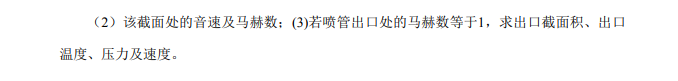 （2）该截面处的音速及马赫数；(3)若喷管出口处的马赫数等于1，求出口截面积、出口
温度、压力及速度。